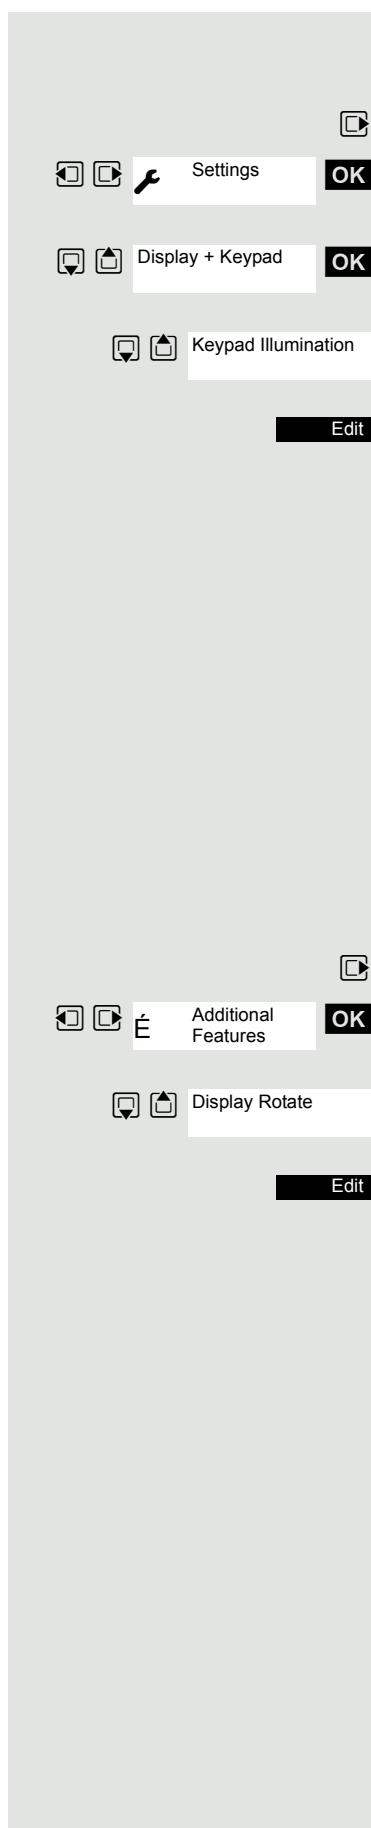 Settings OK
Display + Keypad OK
Keypad Illumination
Edit
É Additional
Features OK
Display Rotate
Edit